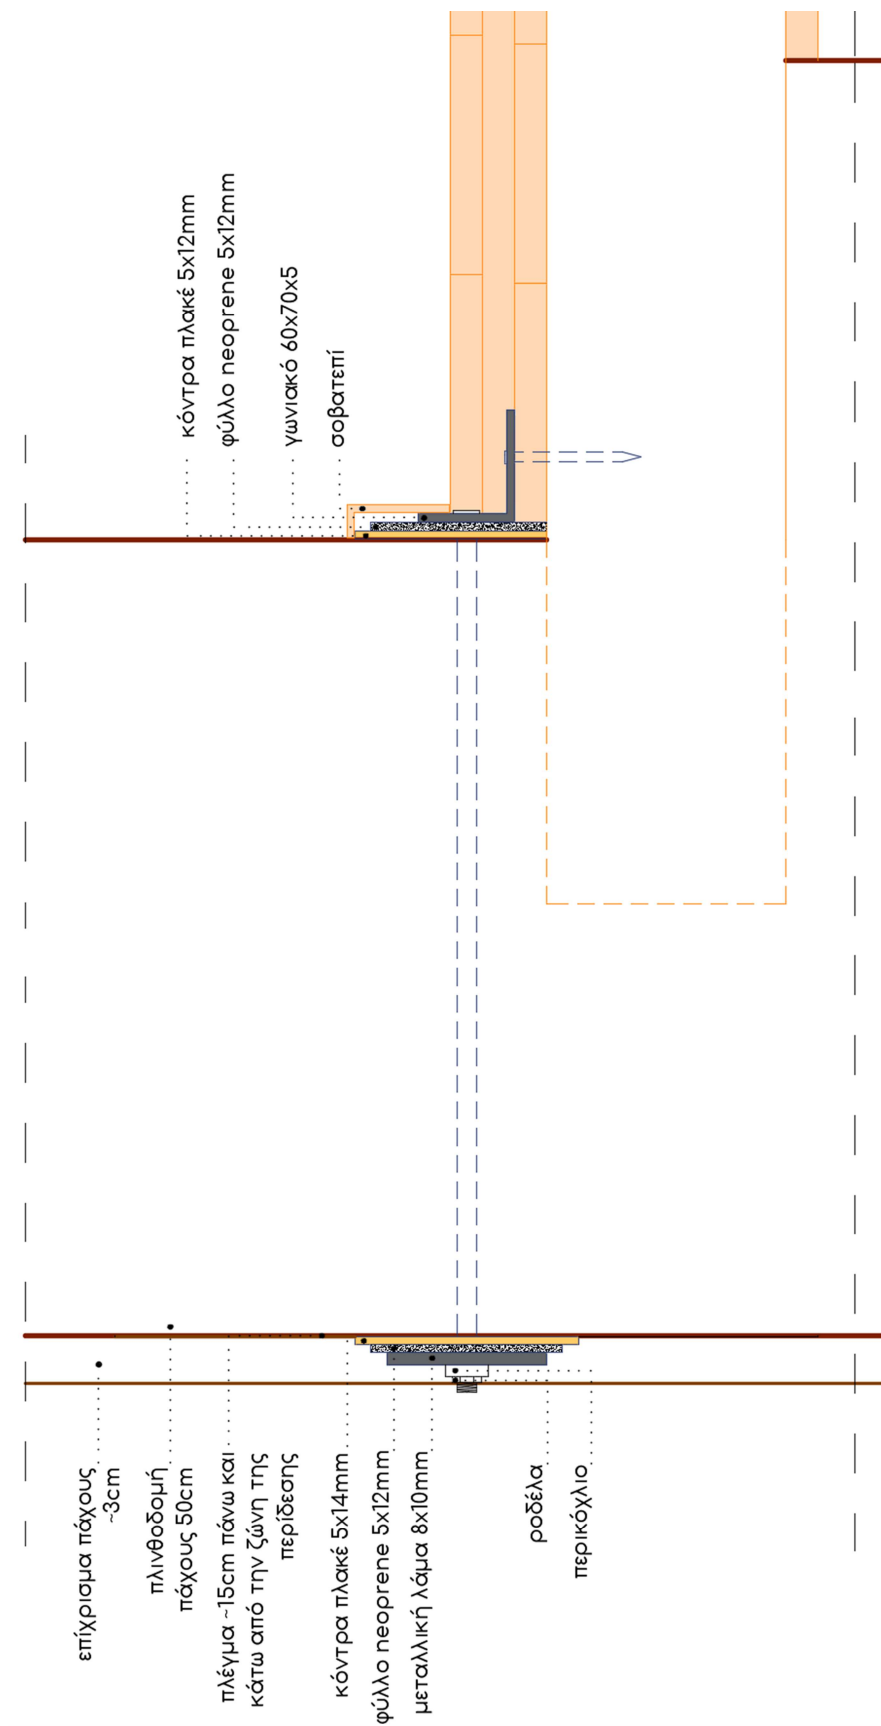 κόντρα πλακέ 5x12mm
φύλλο neoprene 5x12mm
γωνιακό 60x70x5
σοβατεπί
επίχρισμα πάχους
~3cm
πλινθοδομή
πάχους 50cm
πλέγμα ~15cm πάνω και
κάτω από την ζώνη της
περίδεσης
κόντρα πλακέ 5x14mm
φύλλο neoprene 5x12mm
μεταλλική λάμα 8x10mm
ροδέλα
περικόχλιο